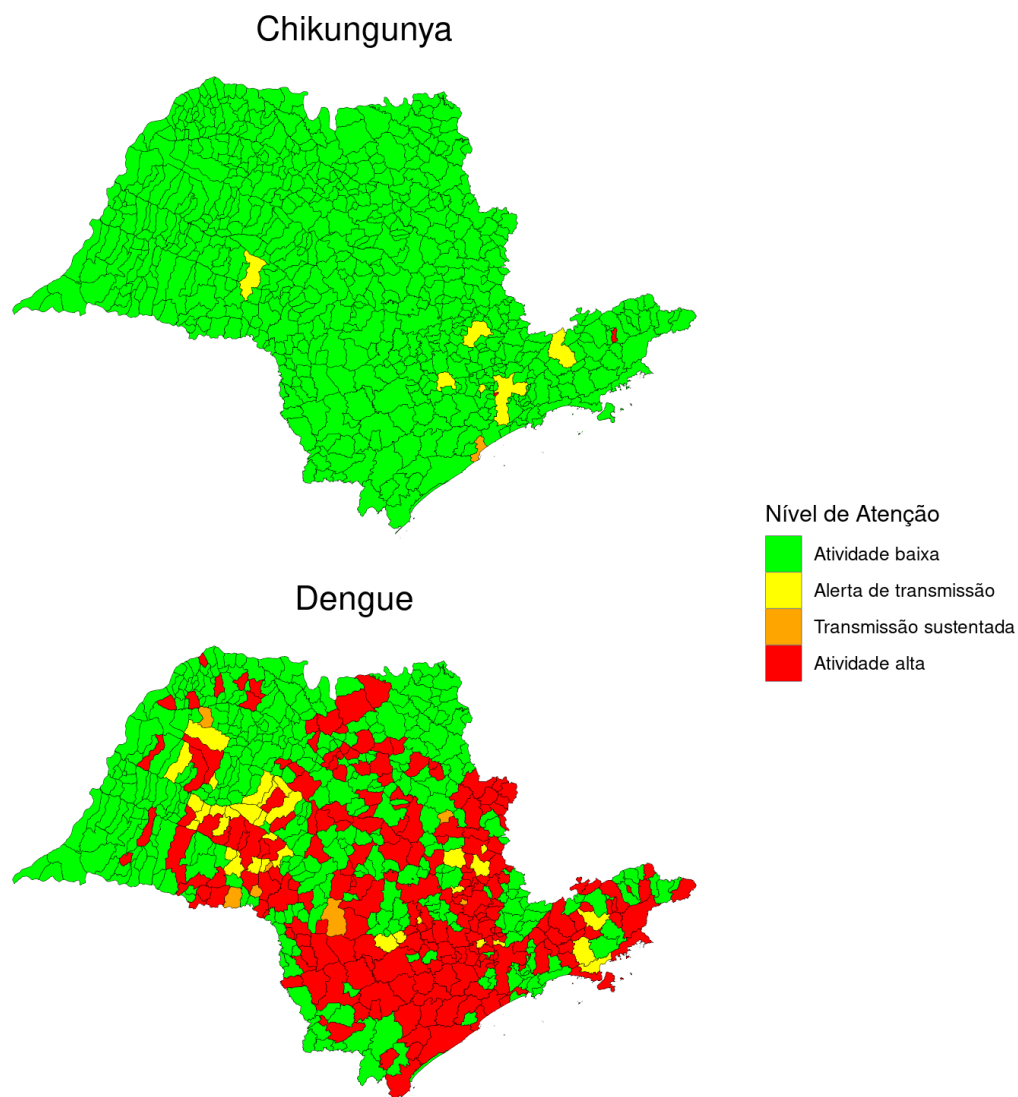 Chikungunya
Nível de Atenção
Atividade baixa
Alerta de transmissão
Transmissão sustentada
Atividade alta
Dengue